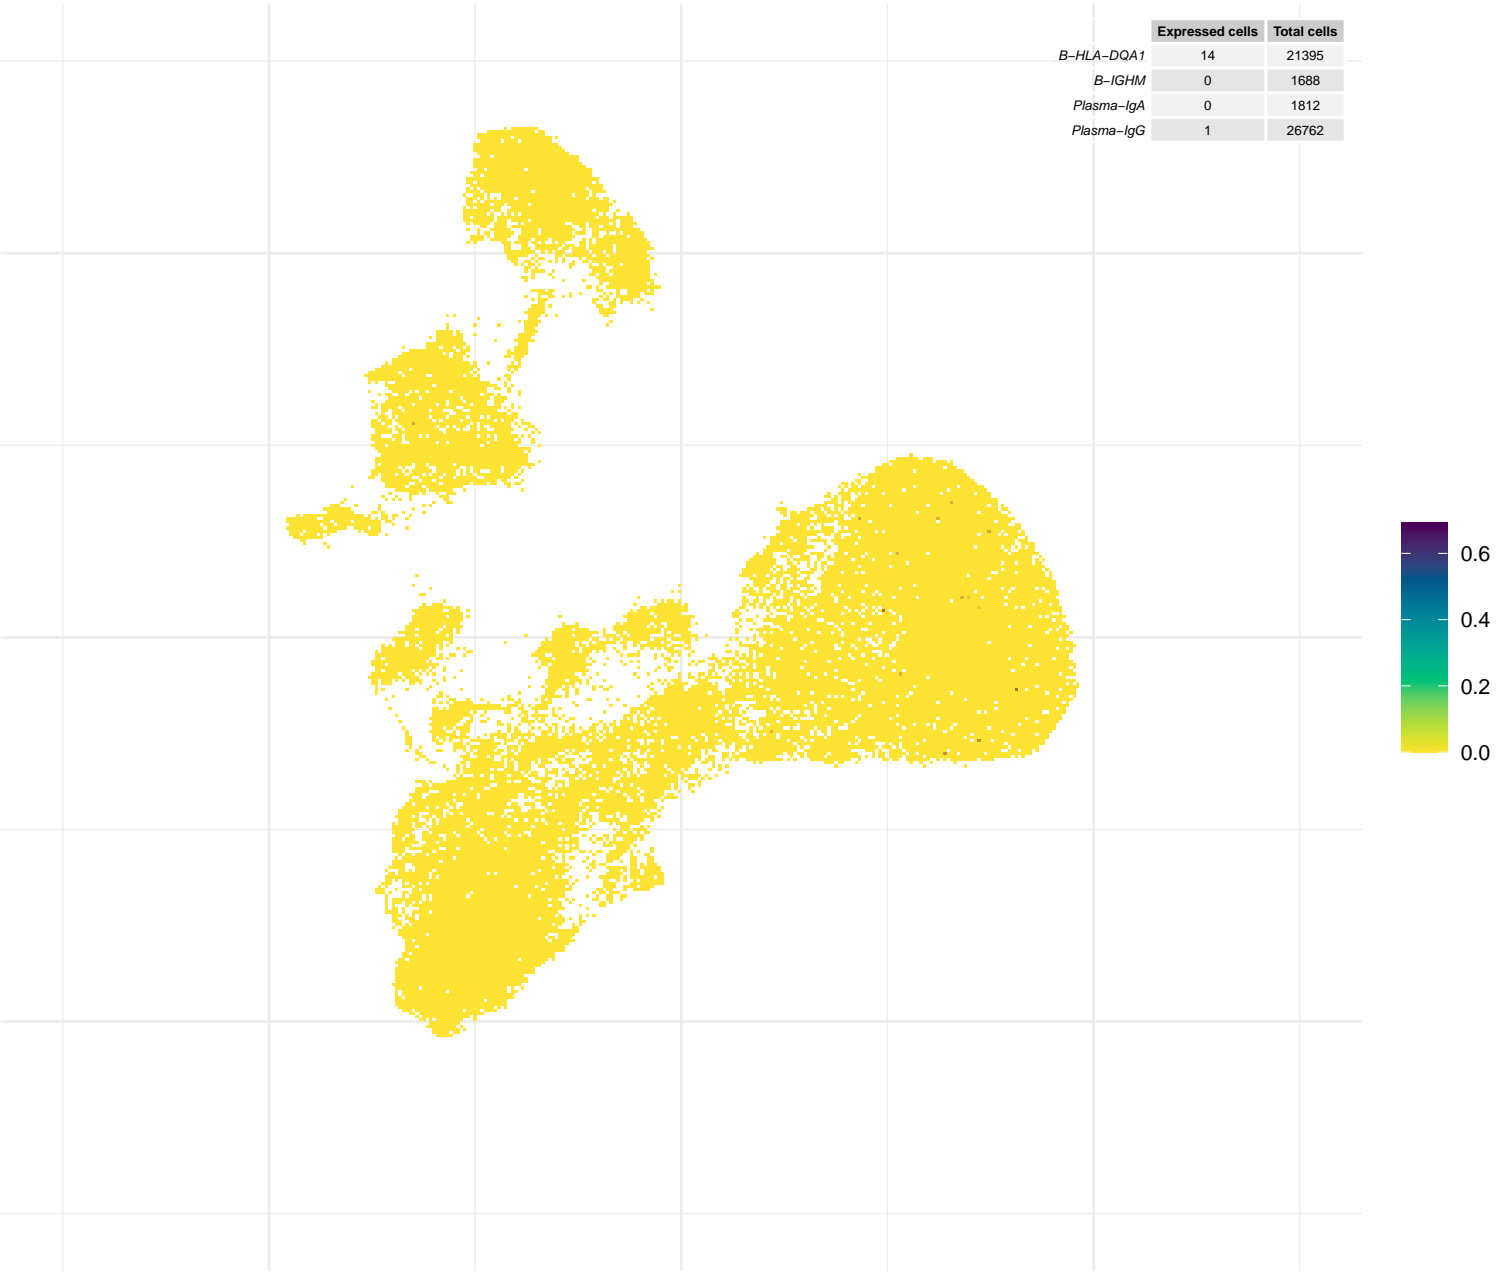 Expressed cells Total cells
B−HLA−DQA1 14 21395
B−IGHM 0 1688
Plasma−IgA 0 1812
Plasma−IgG 1 26762
0.6
0.4
0.2
0.0